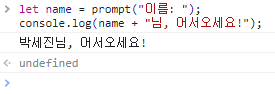 > let name = prompt("이름: ");
console.log(name + "님, 어서오세요!");
박세진님, 어서오세요!
< undefined
>